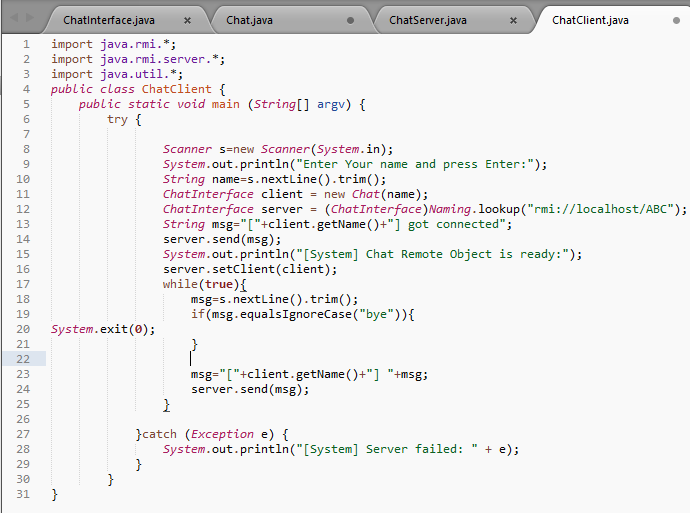 ChatInterface.java × Chat.java ChatServer.java × ChatClient.java
1 import java.rmi.*;
2 import java.rmi.server.*;
3 import java.util.*;
4 public class ChatClient {
5 public static void main (String[] argv) {
6 try {
7
8 Scanner s=new Scanner(System.in);
9 System.out.println("Enter Your name and press Enter:");
10 String name=s.nextLine().trim();
11 ChatInterface client = new Chat(name);
12 ChatInterface server = (ChatInterface)Naming.lookup("rmi://localhost/ABC");
13 String msg="["+client.getName()+"] got connected";
14 server.send(msg);
15 System.out.println("[System] Chat Remote Object is ready:");
16 server.setClient(client);
17 while(true){
18 msg=s.nextLine().trim();
19 if(msg.equalsIgnoreCase("bye")){
20 System.exit(0);
21 }
22
23 msg="["+client.getName()+"] "+msg;
24 server.send(msg);
25 }
26
27 }catch (Exception e) {
28 System.out.println("[System] Server failed: " + e);
29 }
30 }
31 }